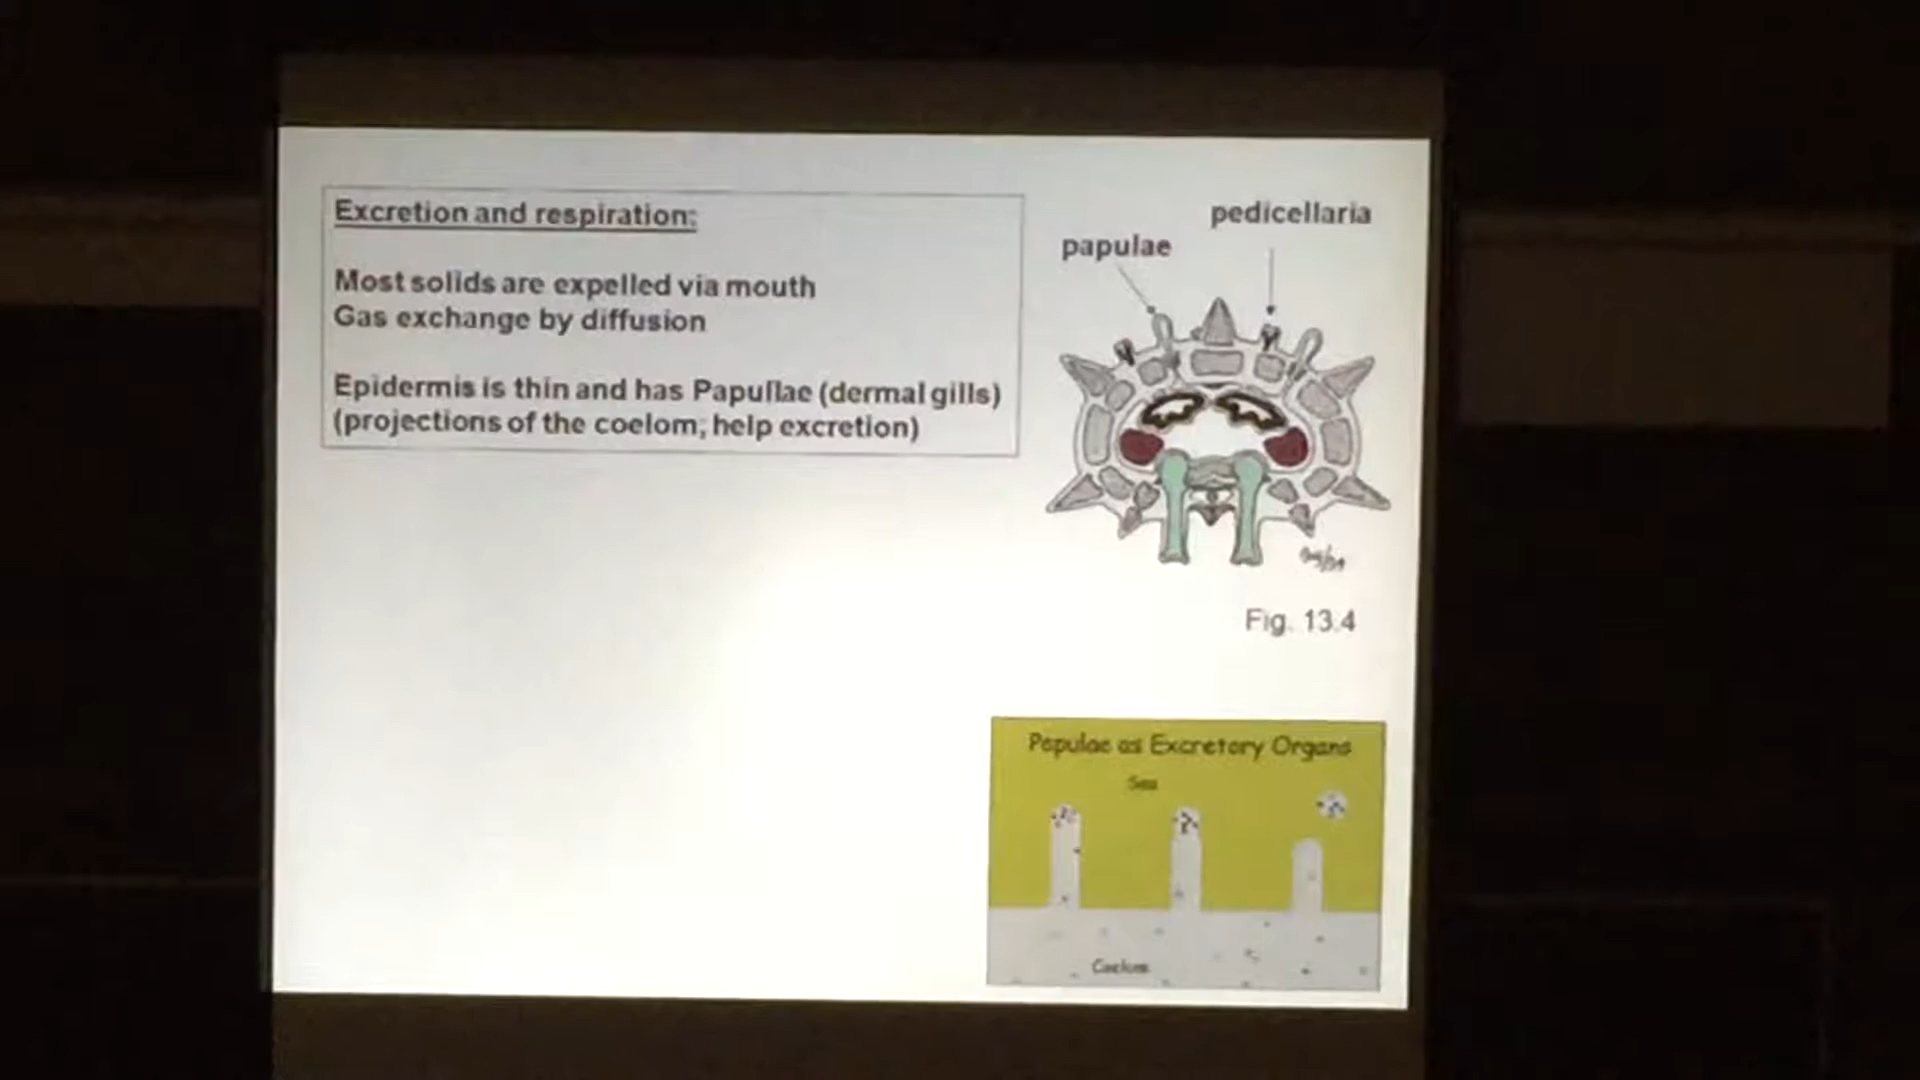 Excretion and respiration:
Most solids are expelled via mouth
Gas exchange by diffusion
Epidermis is thin and has Papullae (dermal gills)
(projections of the coelom; help excretion)
pedicellaria
papulae
Fig. 13.4
Papulae as Excretory Organs
Sea
Coelom